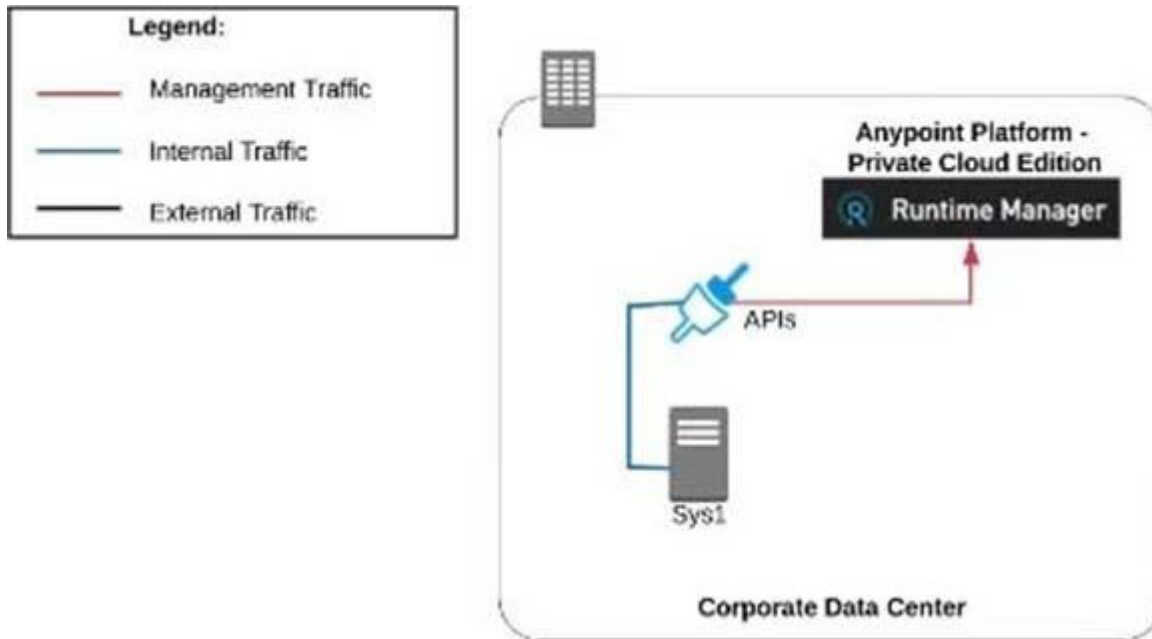 Legend:
Management Traffic
Internal Traffic
External Traffic
Anypoint Platform -
Private Cloud Edition
Runtime Manager
APIs
Sys1
Corporate Data Center